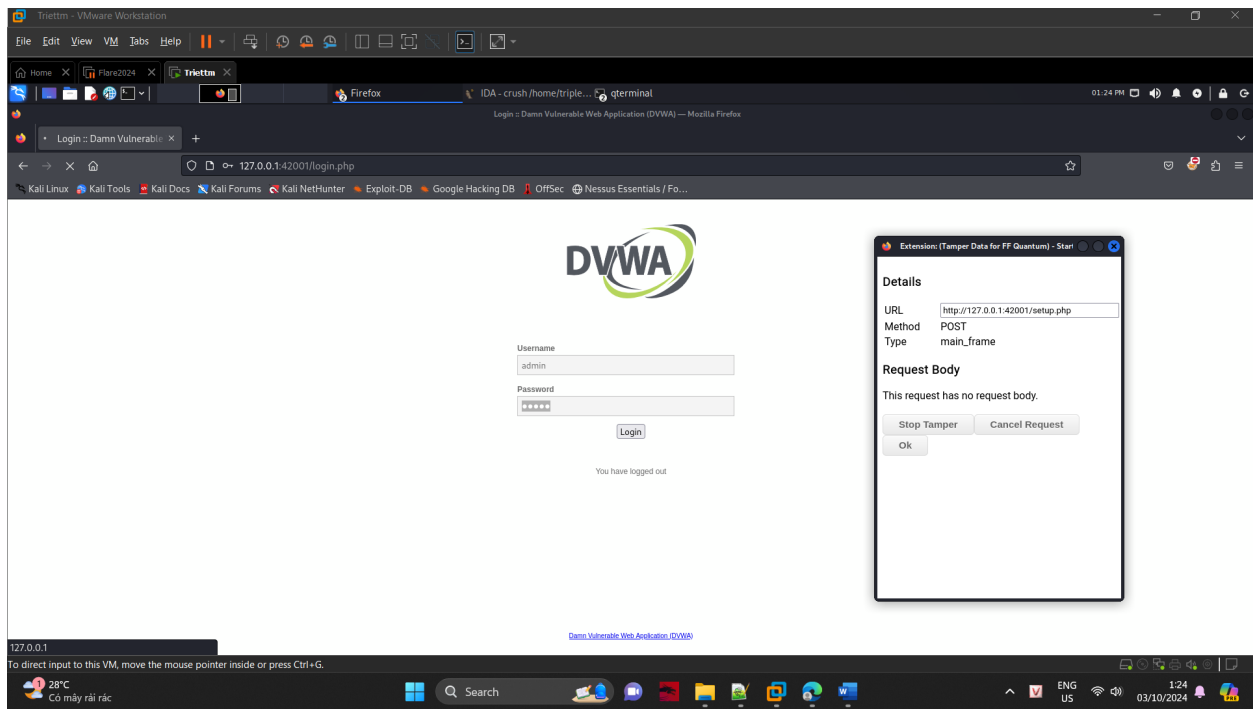 Triettm - VMware Workstation
File Edit View VM Tabs Help
Home Flare2024 Triettm
Firefox IDA - crush /home/triple... qterminal 01:24 PM
Login :: Damn Vulnerable Web Application (DVWA) — Mozilla Firefox
Login :: Damn Vulnerable
127.0.0.1:42001/login.php
Kali Linux Kali Tools Kali Docs Kali Forums Kali NetHunter Exploit-DB Google Hacking DB OffSec Nessus Essentials / Fo...
DVWA
Username
admin
Password
Login
You have logged out
Damn Vulnerable Web Application (DVWA)
Extension: (Tamper Data for FF Quantum) - Start
Details
URL http://127.0.0.1:42001/setup.php
Method POST
Type main_frame
Request Body
This request has no request body.
Stop Tamper Cancel Request
Ok
127.0.0.1
To direct input to this VM, move the mouse pointer inside or press Ctrl+G.
1 28°C
Có mây rải rác
Search
V ENG
US
1:24
03/10/2024